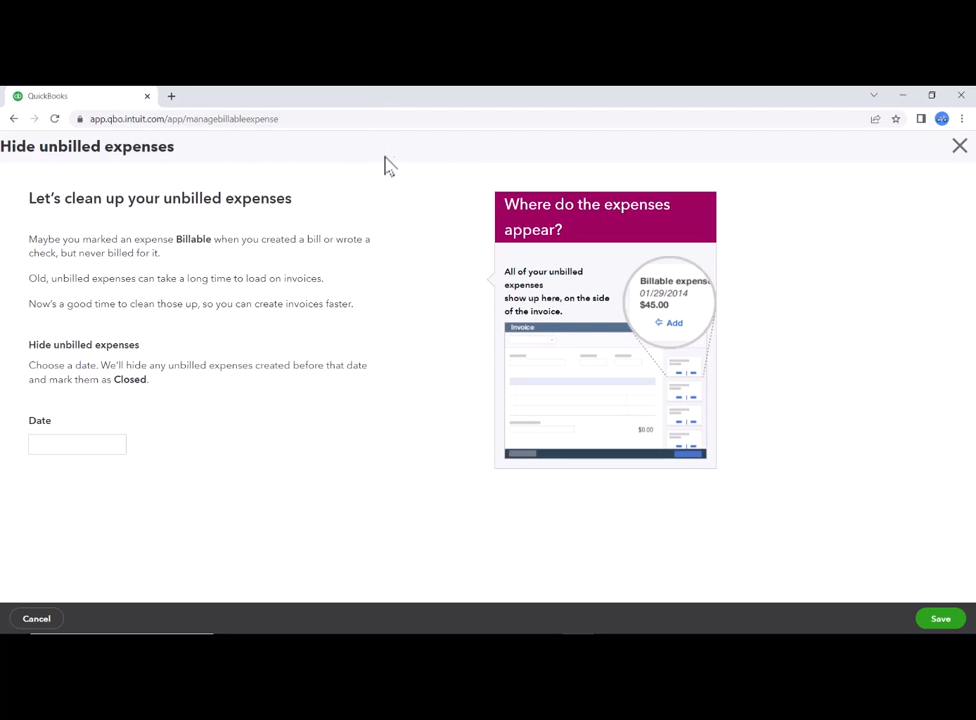 QuickBooks
app.qbo.intuit.com/app/managebillableexpense
Hide unbilled expenses
Let's clean up your unbilled expenses
Maybe you marked an expense Billable when you created a bill or wrote a
check, but never billed for it.
Old, unbilled expenses can take a long time to load on invoices.
Now's a good time to clean those up, so you can create invoices faster.
Hide unbilled expenses
Choose a date. We'll hide any unbilled expenses created before that date
and mark them as Closed.
Date
Where do the expenses
appear?
All of your unbilled
expenses
show up here, on the side
of the invoice.
Billable expens
01/29/2014
$45.00
Add
Invoice
$0.00
Cancel
Save